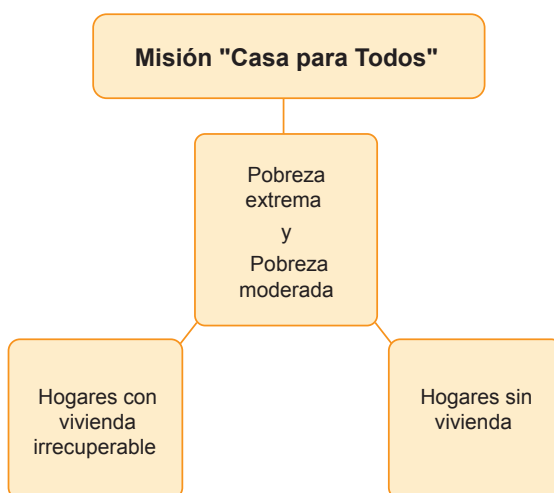 Misión "Casa para Todos"
Pobreza
extrema
y
Pobreza
moderada
Hogares con
vivienda
irrecuperable
Hogares sin
vivienda